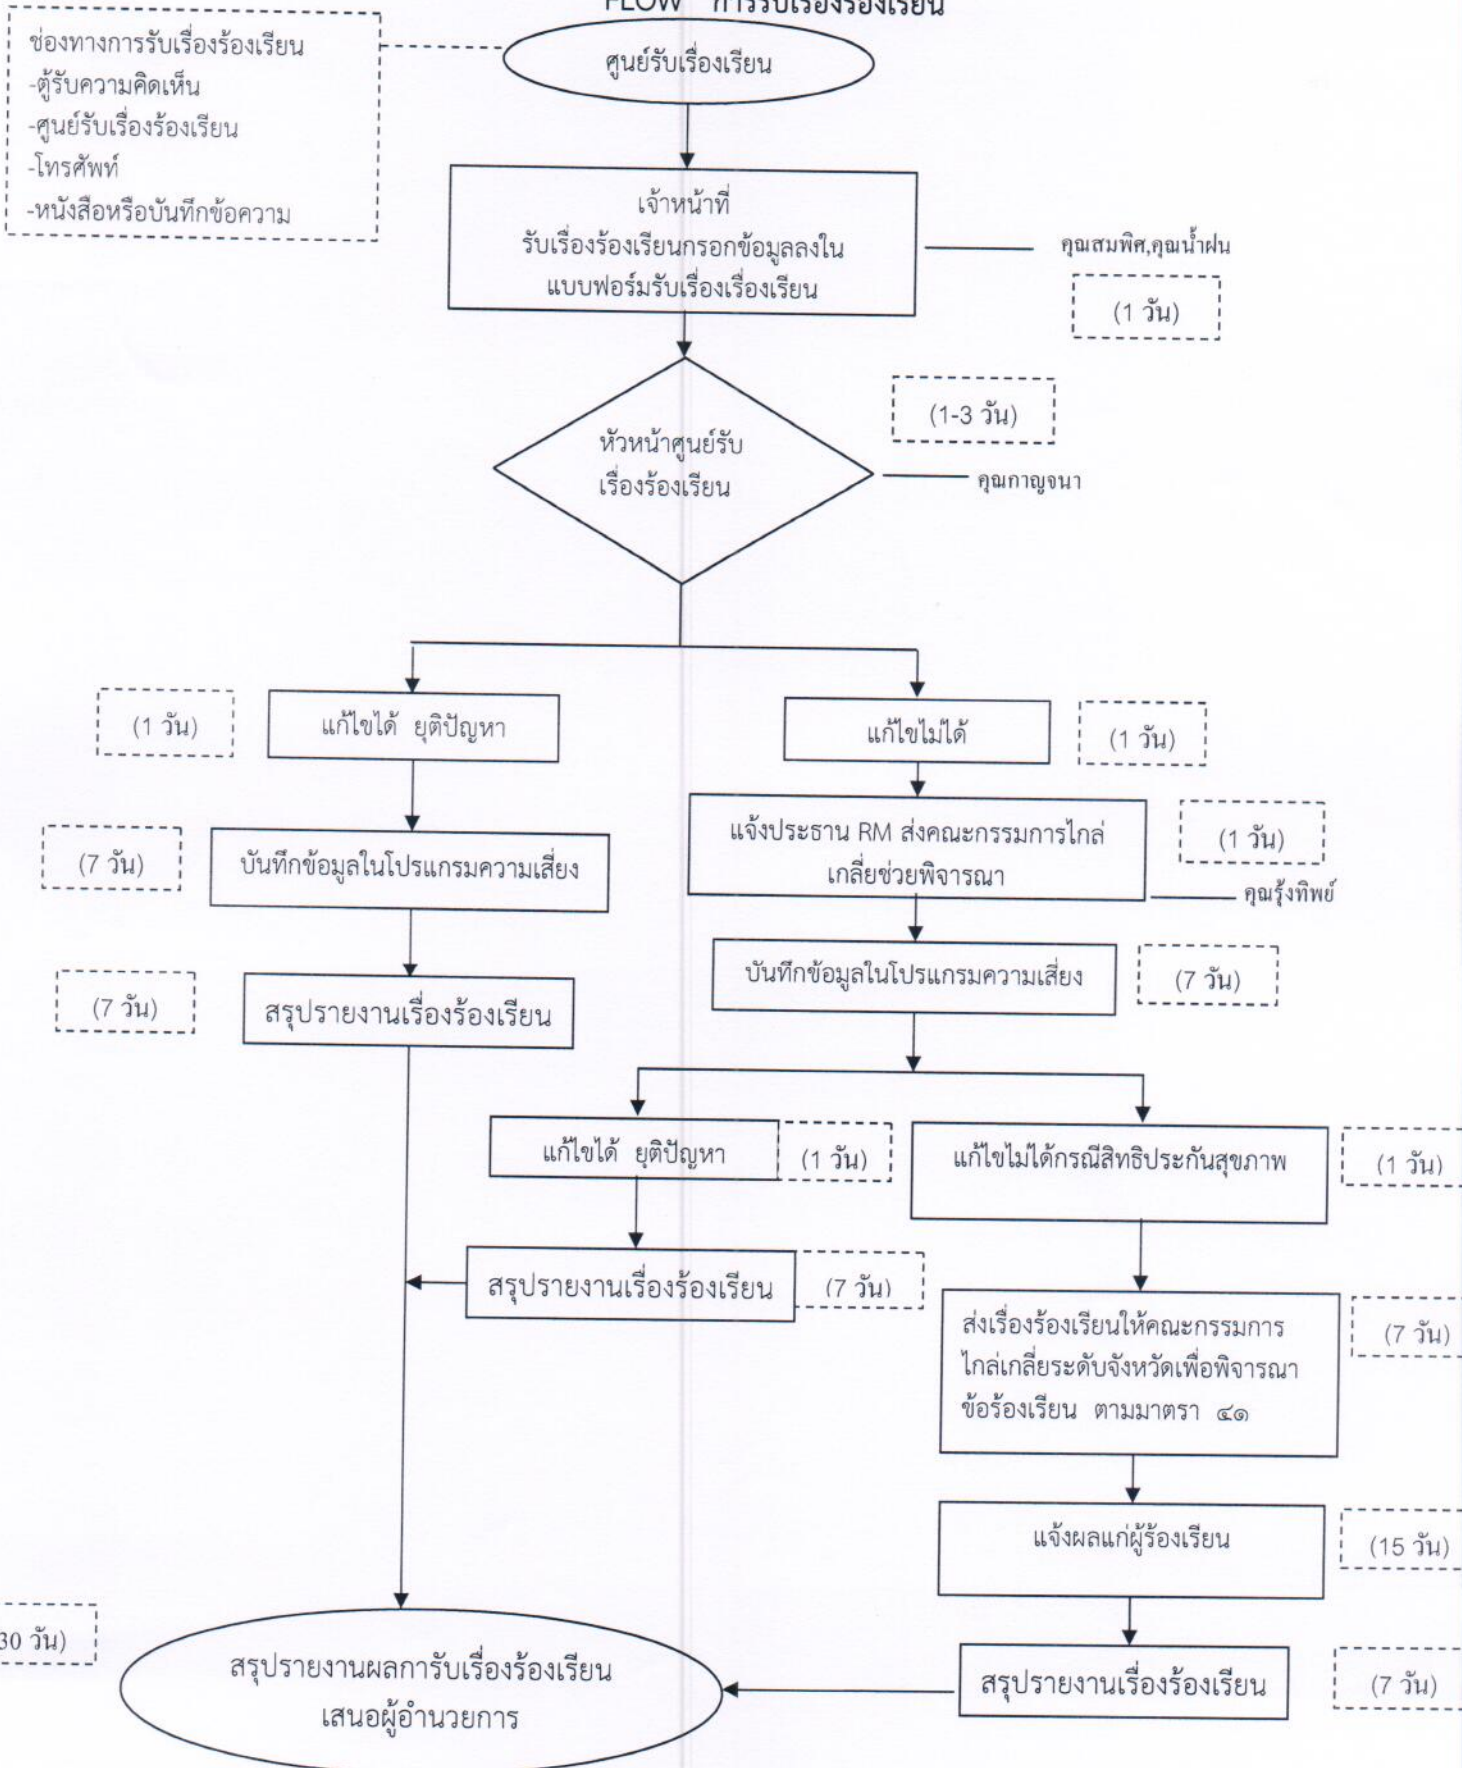 FLOW การรับเรื่องร้องเรียน
ช่องทางการรับเรื่องร้องเรียน
-ตู้รับความคิดเห็น
-ศูนย์รับเรื่องร้องเรียน
-โทรศัพท์
-หนังสือหรือบันทึกข้อความ
ศูนย์รับเรื่องเรียน
เจ้าหน้าที่
รับเรื่องร้องเรียนกรอกข้อมูลลงใน
แบบฟอร์มรับเรื่องเรื่องเรียน
คุณสมพิศ,คุณน้ำฝน
(1 วัน)
(1-3 วัน)
หัวหน้าศูนย์รับ
เรื่องร้องเรียน
คุณกาญจนา
(1 วัน)
แก้ไขได้ ยุติปัญหา
แก้ไขไม่ได้
(1 วัน)
(7 วัน)
บันทึกข้อมูลในโปรแกรมความเสี่ยง
แจ้งประธาน RM ส่งคณะกรรมการไกล่
เกลี่ยช่วยพิจารณา
(1 วัน)
คุณรุ้งทิพย์
(7 วัน)
สรุปรายงานเรื่องร้องเรียน
บันทึกข้อมูลในโปรแกรมความเสี่ยง
(7 วัน)
แก้ไขได้ ยุติปัญหา
(1 วัน)
แก้ไขไม่ได้กรณีสิทธิประกันสุขภาพ
(1 วัน)
สรุปรายงานเรื่องร้องเรียน
(7 วัน)
ส่งเรื่องร้องเรียนให้คณะกรรมการ
ไกล่เกลี่ยระดับจังหวัดเพื่อพิจารณา
ข้อร้องเรียน ตามมาตรา ๔๑
(7 วัน)
แจ้งผลแก่ผู้ร้องเรียน
(15 วัน)
30 วัน)
สรุปรายงานผลการับเรื่องร้องเรียน
เสนอผู้อำนวยการ
สรุปรายงานเรื่องร้องเรียน
(7 วัน)